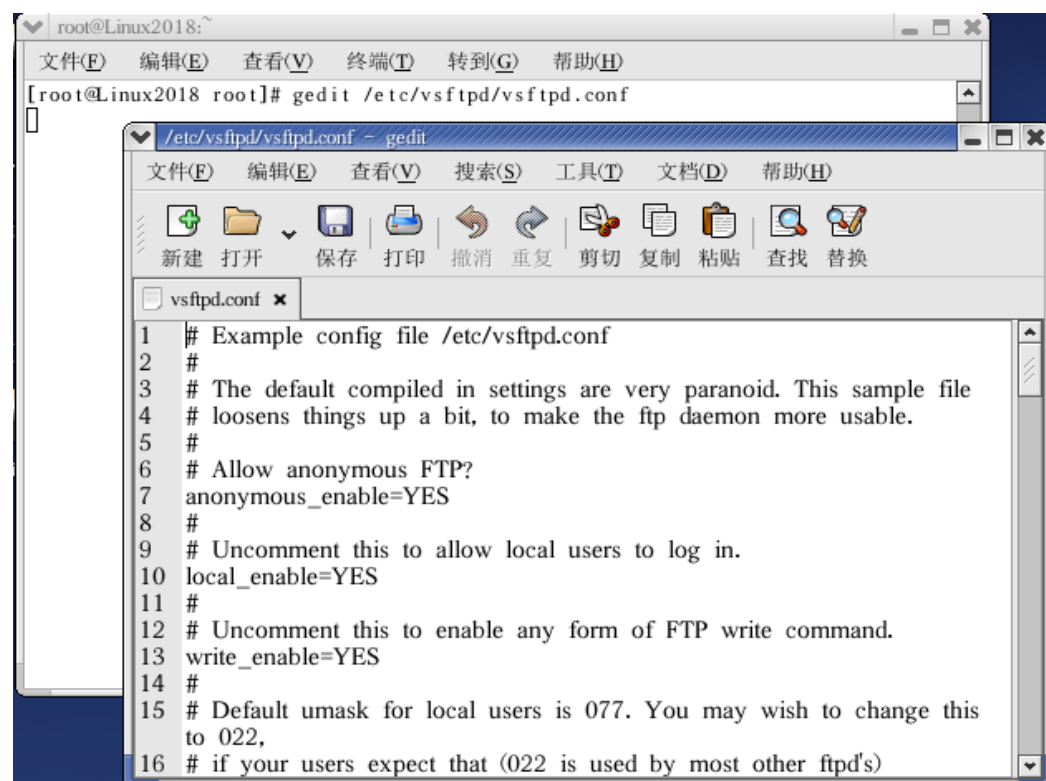 root@Linux2018:~
文件(F) 编辑(E) 查看(V) 终端(T) 转到(G) 帮助(H)
[root@Linux2018 root]# gedit /etc/vsftpd/vsftpd.conf
/etc/vsftpd/vsftpd.conf - gedit
文件(F) 编辑(E) 查看(V) 搜索(S) 工具(T) 文档(D) 帮助(H)
新建 打开 保存 打印 撤消 重复 剪切 复制 粘贴 查找 替换
vsftpd.conf
1 # Example config file /etc/vsftpd.conf
2 #
3 # The default compiled in settings are very paranoid. This sample file
4 # loosens things up a bit, to make the ftp daemon more usable.
5 #
6 # Allow anonymous FTP?
7 anonymous_enable=YES
8 #
9 # Uncomment this to allow local users to log in.
10 local_enable=YES
11 #
12 # Uncomment this to enable any form of FTP write command.
13 write_enable=YES
14 #
15 # Default umask for local users is 077. You may wish to change this
to 022,
16 # if your users expect that (022 is used by most other ftpd's)